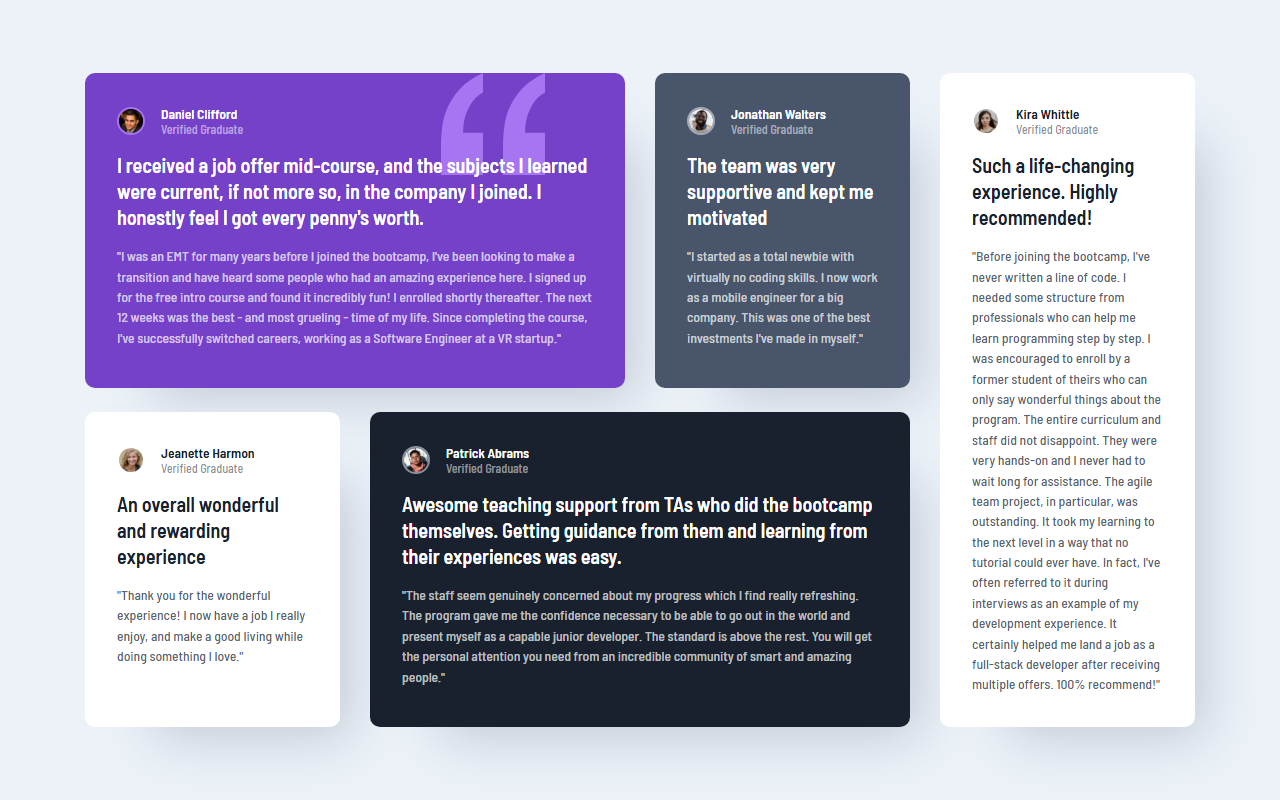 Daniel Clifford
Verified Graduate
I received a job offer mid-course, and the subjects I learned
were current, if not more so, in the company I joined. I
honestly feel I got every penny's worth.
"I was an EMT for many years before I joined the bootcamp, I've been looking to make a
transition and have heard some people who had an amazing experience here. I signed up
for the free intro course and found it incredibly fun! I enrolled shortly thereafter. The next
12 weeks was the best - and most grueling - time of my life. Since completing the course,
I've successfully switched careers, working as a Software Engineer at a VR startup."
Jonathan Walters
Verified Graduate
The team was very
supportive and kept me
motivated
"I started as a total newbie with
virtually no coding skills. I now work
as a mobile engineer for a big
company. This was one of the best
investments I've made in myself."
Kira Whittle
Verified Graduate
Such a life-changing
experience. Highly
recommended!
"Before joining the bootcamp, I've
never written a line of code. I
needed some structure from
professionals who can help me
learn programming step by step. I
was encouraged to enroll by a
former student of theirs who can
only say wonderful things about the
program. The entire curriculum and
staff did not disappoint. They were
very hands-on and I never had to
wait long for assistance. The agile
team project, in particular, was
outstanding. It took my learning to
the next level in a way that no
tutorial could ever have. In fact, I've
often referred to it during
interviews as an example of my
development experience. It
certainly helped me land a job as a
full-stack developer after receiving
multiple offers. 100% recommend!"
Jeanette Harmon
Verified Graduate
An overall wonderful
and rewarding
experience
"Thank you for the wonderful
experience! I now have a job I really
enjoy, and make a good living while
doing something I love."
Patrick Abrams
Verified Graduate
Awesome teaching support from TAs who did the bootcamp
themselves. Getting guidance from them and learning from
their experiences was easy.
"The staff seem genuinely concerned about my progress which I find really refreshing.
The program gave me the confidence necessary to be able to go out in the world and
present myself as a capable junior developer. The standard is above the rest. You will get
the personal attention you need from an incredible community of smart and amazing
people."